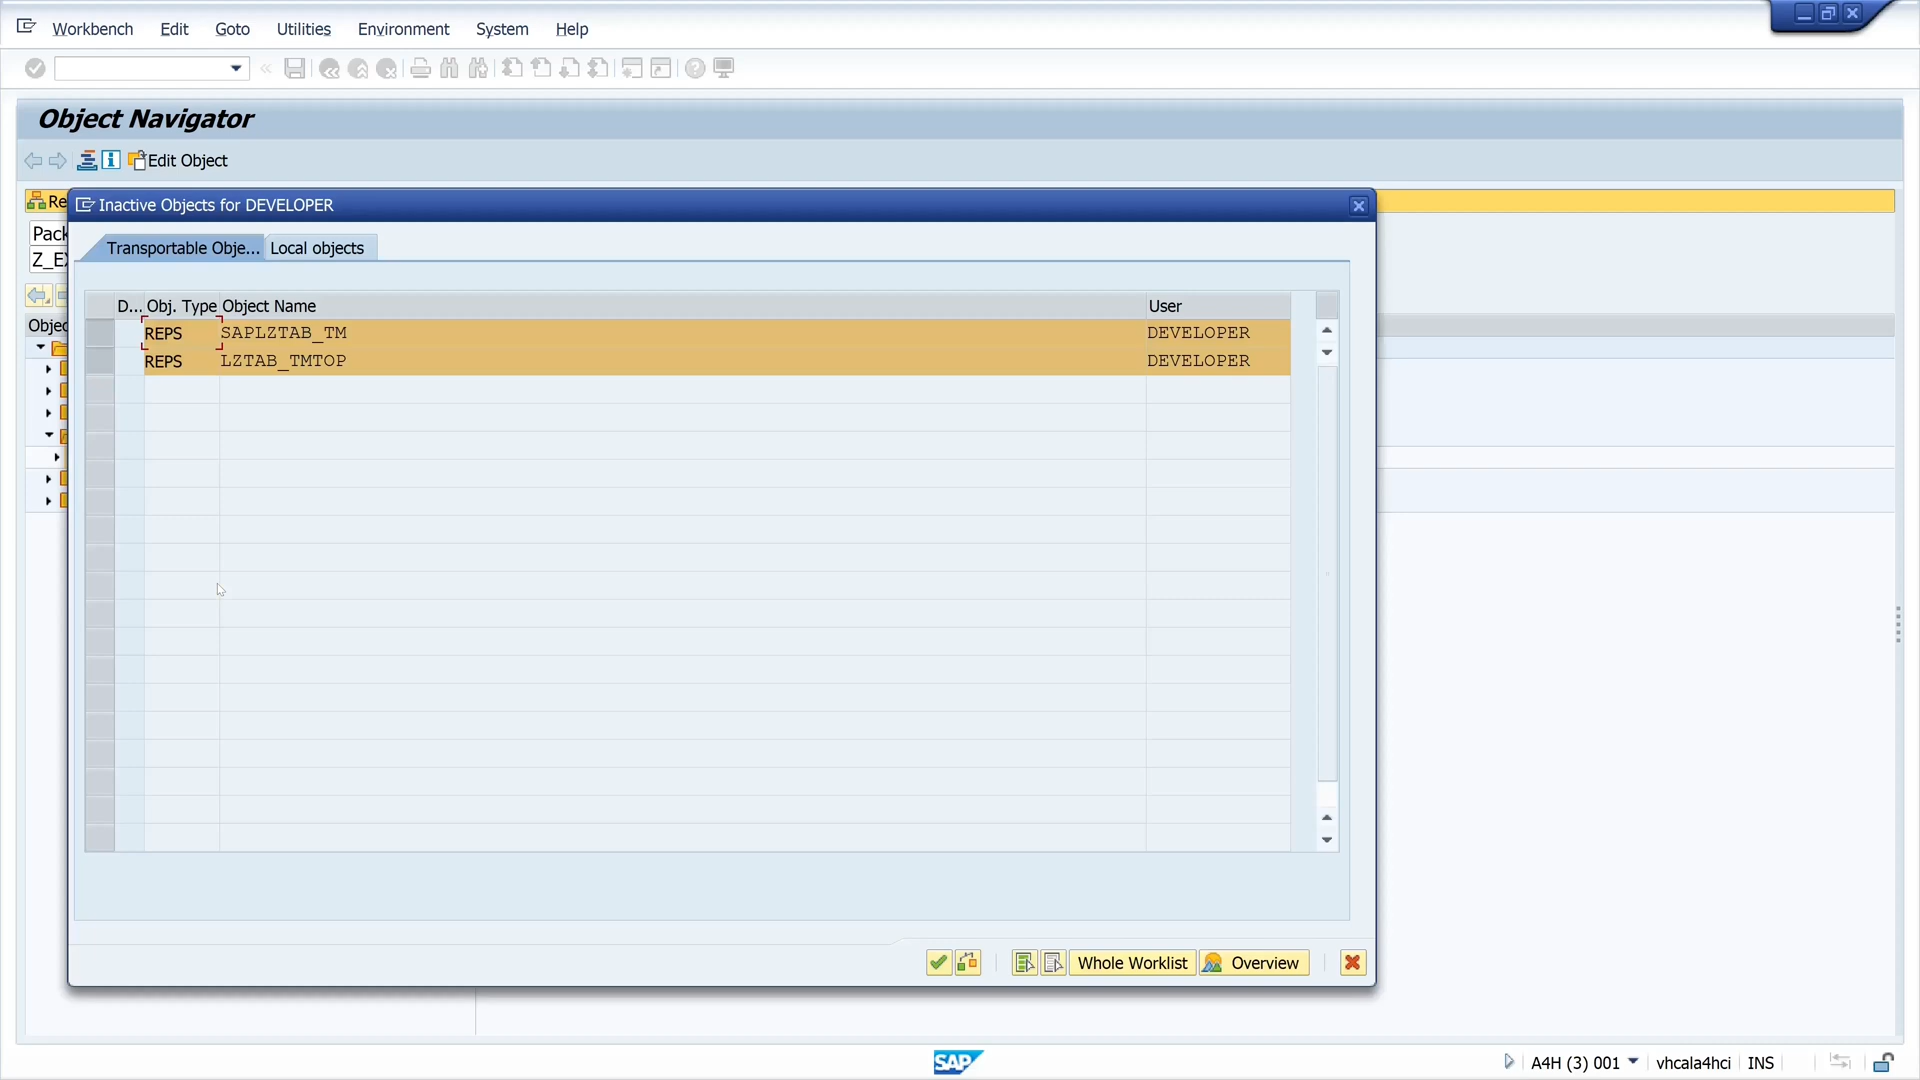 Workbench Edit Goto Utilities Environment System Help
Object Navigator
Edit Object
Re
Inactive Objects for DEVELOPER
Pack
Transportable Obje... Local objects
Z_EX
D... Obj. Type Object Name User
Objec
REPS SAPLZTAB_TM DEVELOPER
REPS LZTAB_TMTOP DEVELOPER
Whole Worklist Overview
SAP
A4H (3) 001 vhcala4hci INS